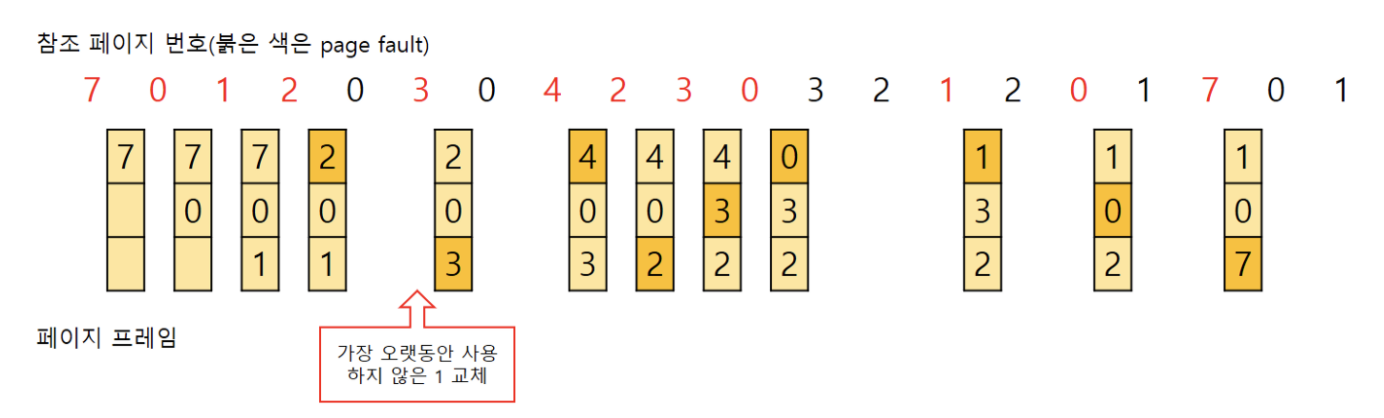 참조 페이지 번호(붉은 색은 page fault)
7 0 1 2 0 3 0 4 2 3 0 3 2 1 2 0 1 7 0 1
7 7 7 2 2 4 4 4 0 1 1 1
0 0 0 0 0 0 3 3 3 0 0
1 1 3 3 2 2 2 2 2 7
페이지 프레임
가장 오랫동안 사용
하지 않은 1 교체